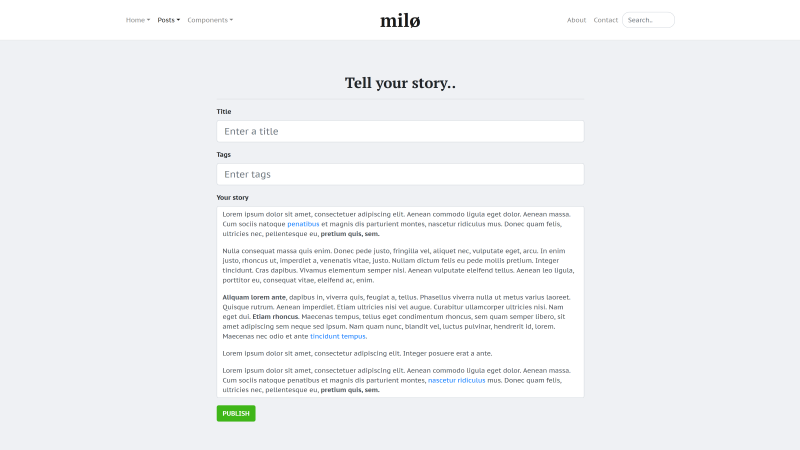 Home Posts Components milø About Contact Search..
Tell your story..
Title
Enter a title
Tags
Enter tags
Your story
Lorem ipsum dolor sit amet, consectetuer adipiscing elit. Aenean commodo ligula eget dolor. Aenean massa.
Cum sociis natoque penatibus et magnis dis parturient montes, nascetur ridiculus mus. Donec quam felis,
ultricies nec, pellentesque eu, pretium quis, sem.
Nulla consequat massa quis enim. Donec pede justo, fringilla vel, aliquet nec, vulputate eget, arcu. In enim
justo, rhoncus ut, imperdiet a, venenatis vitae, justo. Nullam dictum felis eu pede mollis pretium. Integer
tincidunt. Cras dapibus. Vivamus elementum semper nisi. Aenean vulputate eleifend tellus. Aenean leo ligula,
porttitor eu, consequat vitae, eleifend ac, enim.
Aliquam lorem ante, dapibus in, viverra quis, feugiat a, tellus. Phasellus viverra nulla ut metus varius laoreet.
Quisque rutrum. Aenean imperdiet. Etiam ultricies nisi vel augue. Curabitur ullamcorper ultricies nisi. Nam
eget dui. Etiam rhoncus. Maecenas tempus, tellus eget condimentum rhoncus, sem quam semper libero, sit
amet adipiscing sem neque sed ipsum. Nam quam nunc, blandit vel, luctus pulvinar, hendrerit id, lorem.
Maecenas nec odio et ante tincidunt tempus.
Lorem ipsum dolor sit amet, consectetur adipiscing elit. Integer posuere erat a ante.
Lorem ipsum dolor sit amet, consectetuer adipiscing elit. Aenean commodo ligula eget dolor. Aenean massa.
Cum sociis natoque penatibus et magnis dis parturient montes, nascetur ridiculus mus. Donec quam felis,
ultricies nec, pellentesque eu, pretium quis, sem.
PUBLISH